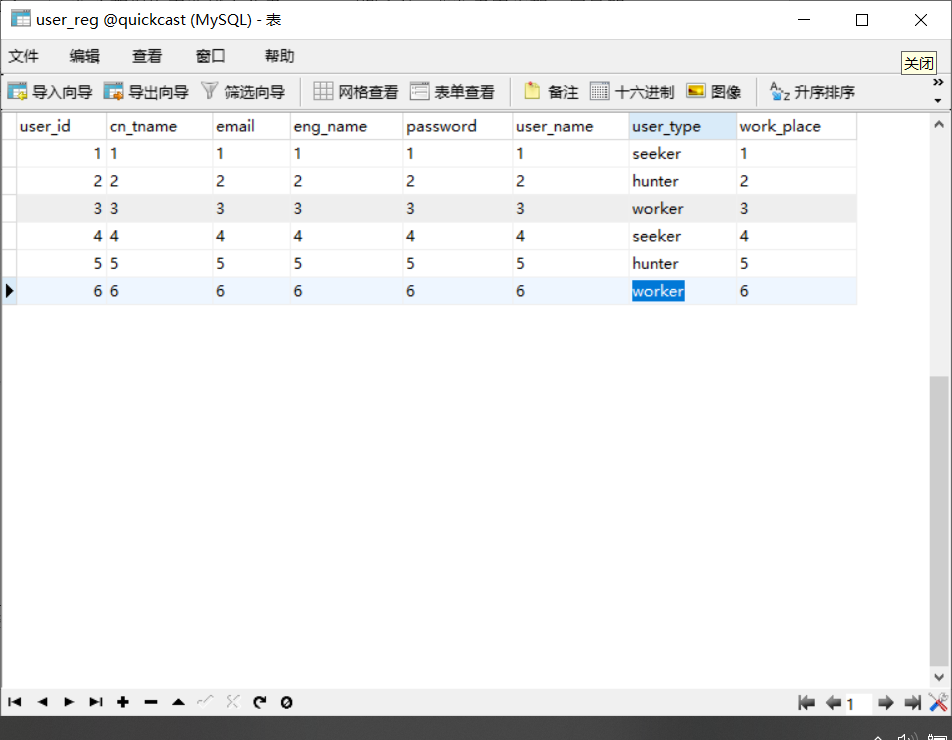 user_reg @quickcast (MySQL) - 表
文件 编辑 查看 窗口 帮助
关闭
导入向导 导出向导 筛选向导 网格查看 表单查看 备注 十六进制 图像 升序排序
user_id cn_tname email eng_name password user_name user_type work_place
1 1 1 1 1 1 seeker 1
2 2 2 2 2 2 hunter 2
3 3 3 3 3 3 worker 3
4 4 4 4 4 4 seeker 4
5 5 5 5 5 5 hunter 5
6 6 6 6 6 6 worker 6
1